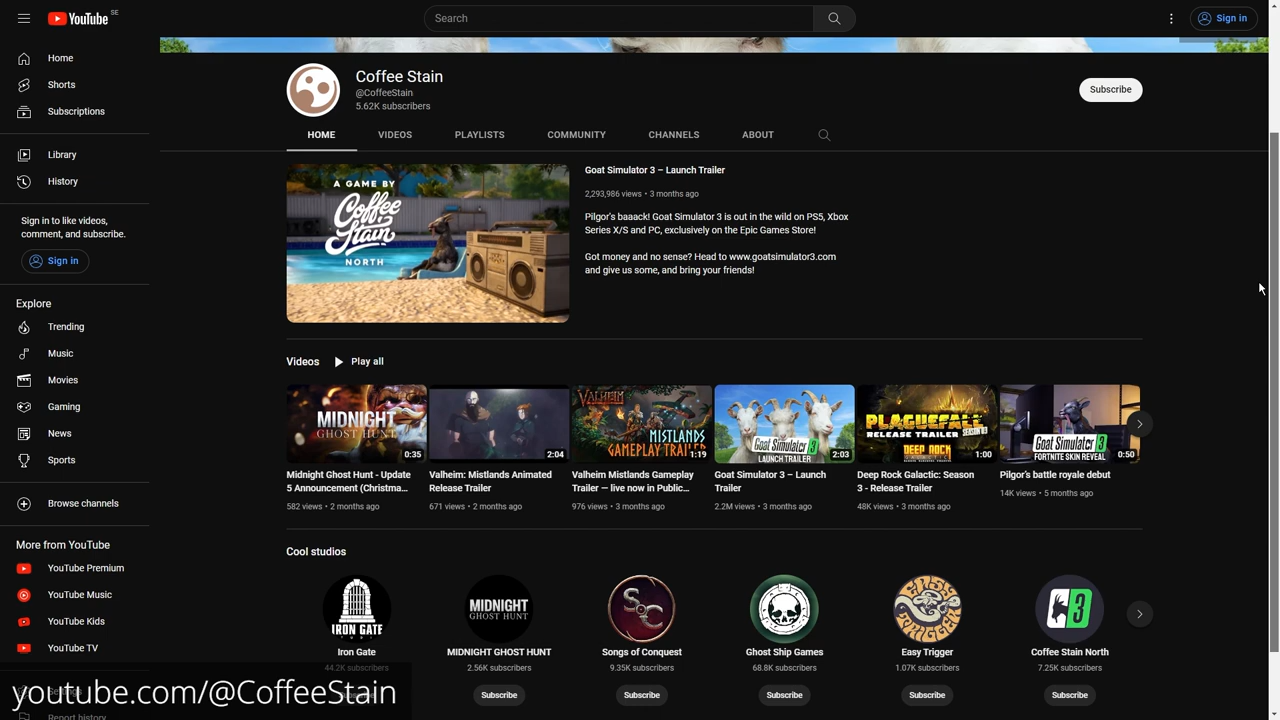 YouTube SE
Search
Sign in
Home
Shorts
Subscriptions
Library
History
Sign in to like videos,
comment, and subscribe.
Sign in
Explore
Trending
Music
Movies
Gaming
News
Sports
Browse channels
More from YouTube
YouTube Premium
YouTube Music
YouTube Kids
YouTube TV
Report history
youtube.com/@CoffeeStain
Coffee Stain
@CoffeeStain
5.62K subscribers
Subscribe
HOME
VIDEOS
PLAYLISTS
COMMUNITY
CHANNELS
ABOUT
A GAME BY
Coffee
Stain
NORTH
Goat Simulator 3 – Launch Trailer
2,293,986 views • 3 months ago
Pilgor's baaack! Goat Simulator 3 is out in the wild on PS5, Xbox
Series X/S and PC, exclusively on the Epic Games Store!
Got money and no sense? Head to www.goatsimulator3.com
and give us some, and bring your friends!
Videos
Play all
MIDNIGHT
GHOST HUNT
0:35
Midnight Ghost Hunt - Update
5 Announcement (Christma...
582 views • 2 months ago
2:04
Valheim: Mistlands Animated
Release Trailer
671 views • 2 months ago
VALHEIM
MISTLANDS
GAMEPLAY TRAILER
1:19
Valheim Mistlands Gameplay
Trailer — live now in Public...
976 views • 3 months ago
Goat Simulator 3
LAUNCH TRAILER
2:03
Goat Simulator 3 – Launch
Trailer
2.2M views • 3 months ago
PLAGUEFALL
RELEASE TRAILER SEASON 03
DEEP ROCK
GALACTIC
1:00
Deep Rock Galactic: Season
3 - Release Trailer
48K views • 3 months ago
Goat Simulator 3
FORTNITE SKIN REVEAL
0:50
Pilgor's battle royale debut
14K views • 5 months ago
Cool studios
IRON GATE
Iron Gate
44.2K subscribers
MIDNIGHT
GHOST HUNT
MIDNIGHT GHOST HUNT
2.56K subscribers
Subscribe
SC
Songs of Conquest
9.35K subscribers
Subscribe
Ghost Ship Games
68.8K subscribers
Subscribe
EASY
TRIGGER
Easy Trigger
1.07K subscribers
Subscribe
3
Coffee Stain North
7.25K subscribers
Subscribe